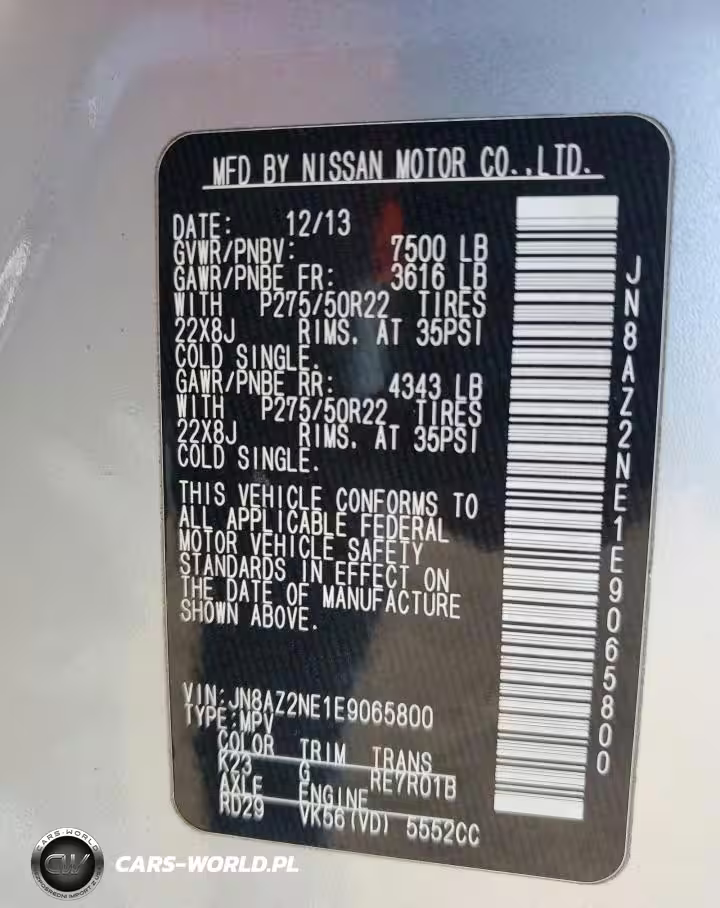 MFD BY NISSAN MOTOR CO.,LTD.
DATE: 12/13
GVWR/PNBV: 7500 LB
GAWR/PNBE FR: 3616 LB
WITH P275/50R22 TIRES
22X8J RIMS. AT 35PSI
COLD SINGLE.
GAWR/PNBE RR: 4343 LB
WITH P275/50R22 TIRES
22X8J RIMS. AT 35PSI
COLD SINGLE.
THIS VEHICLE CONFORMS TO
ALL APPLICABLE FEDERAL
MOTOR VEHICLE SAFETY
STANDARDS IN EFFECT ON
THE DATE OF MANUFACTURE
SHOWN ABOVE.
VIN:JN8AZ2NE1E9065800
TYPE:MPV
COLOR TRIM TRANS
K23 G RE7R01B
AXLE ENGINE
RD29 VK56(VD) 5552CC
JN8AZ2NE1E9065800
CARS-WORLD
CW
CARS-WORLD.PL